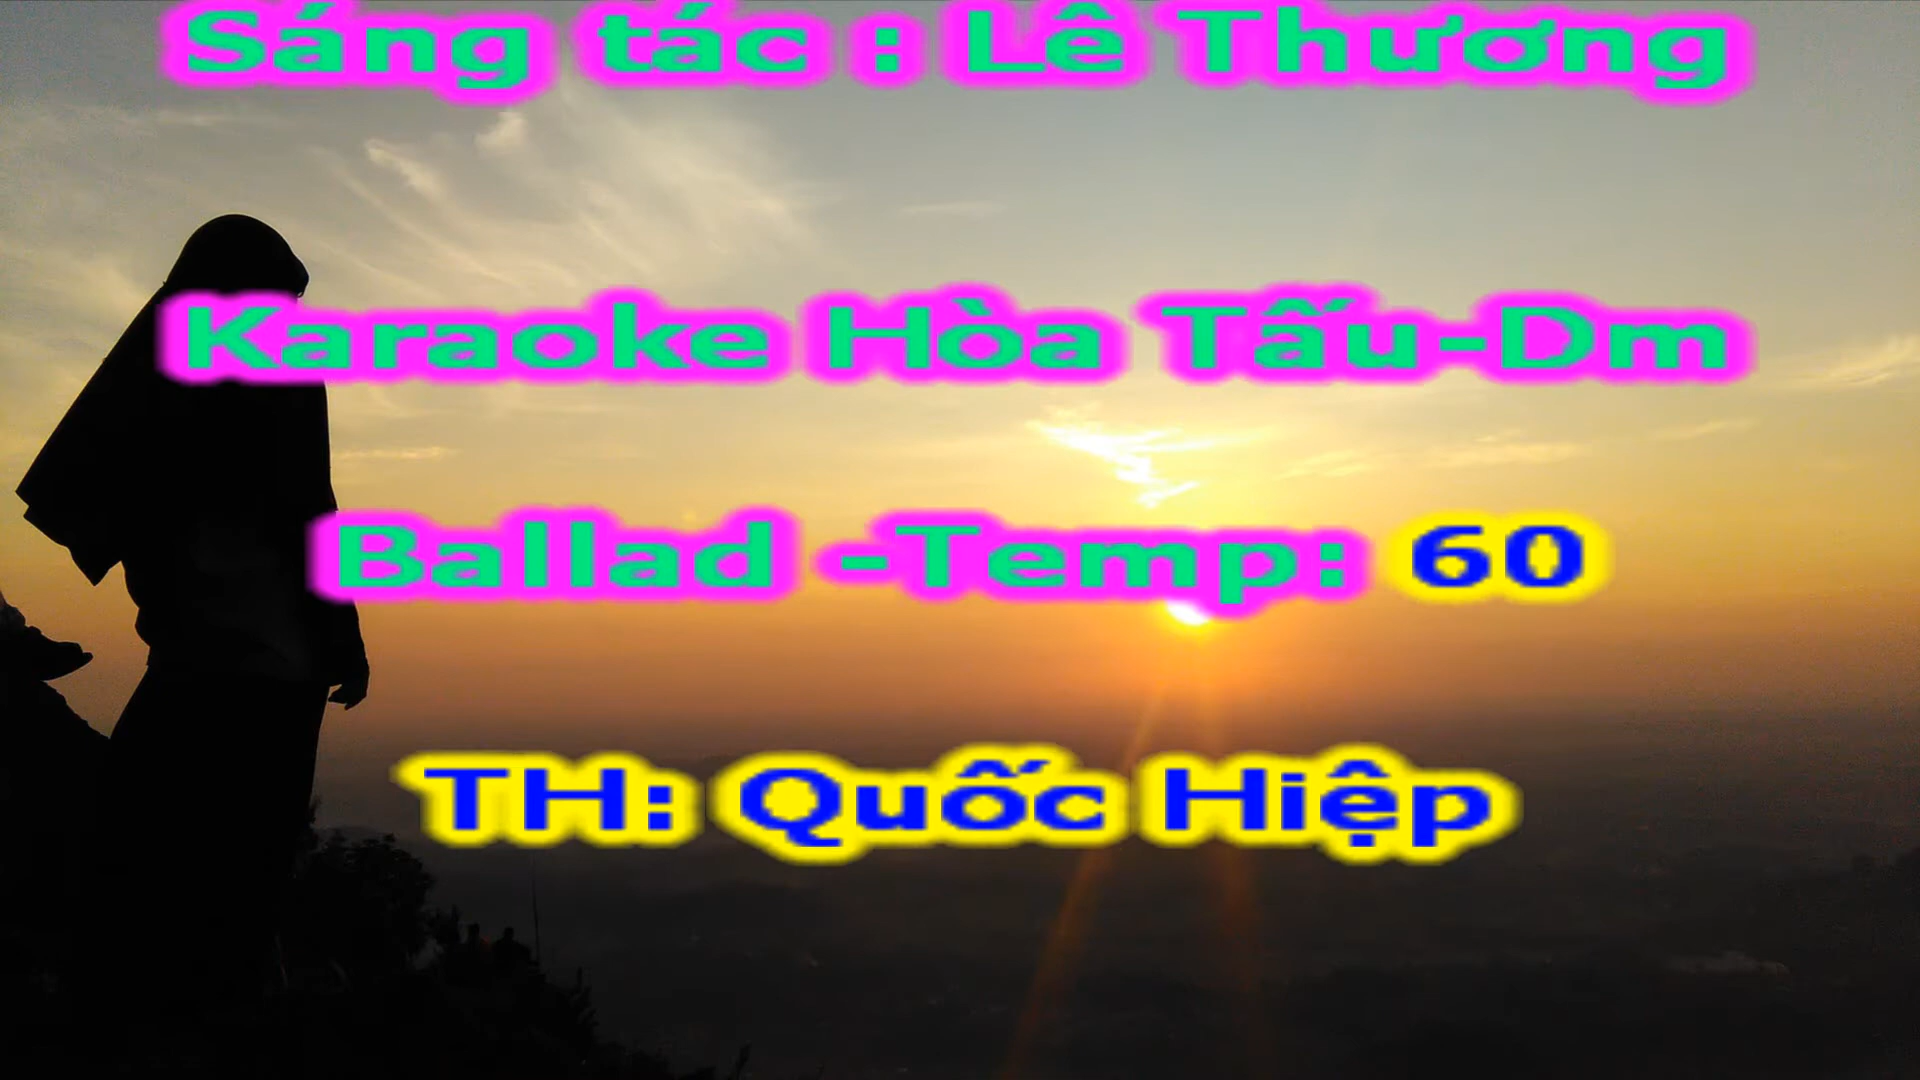 Sáng tác : Lê Thương
Karaoke Hòa Tấu-Dm
Ballad -Temp: 60
TH: Quốc Hiệp